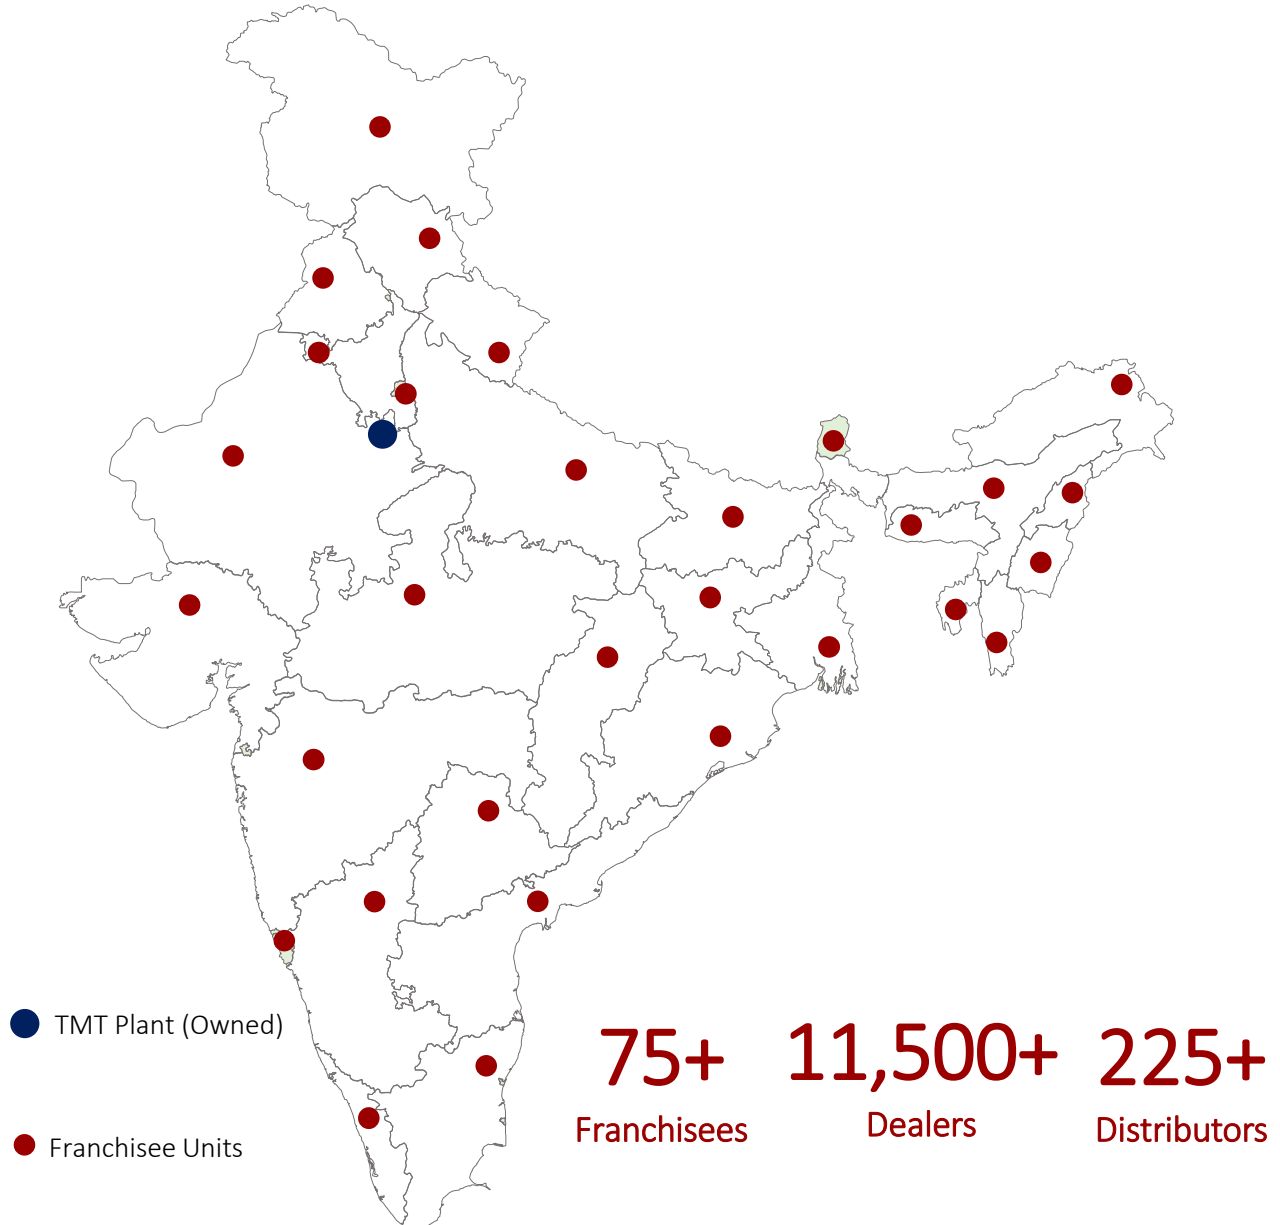 TMT Plant (Owned)
Franchisee Units
75+
Franchisees
11,500+
Dealers
225+
Distributors